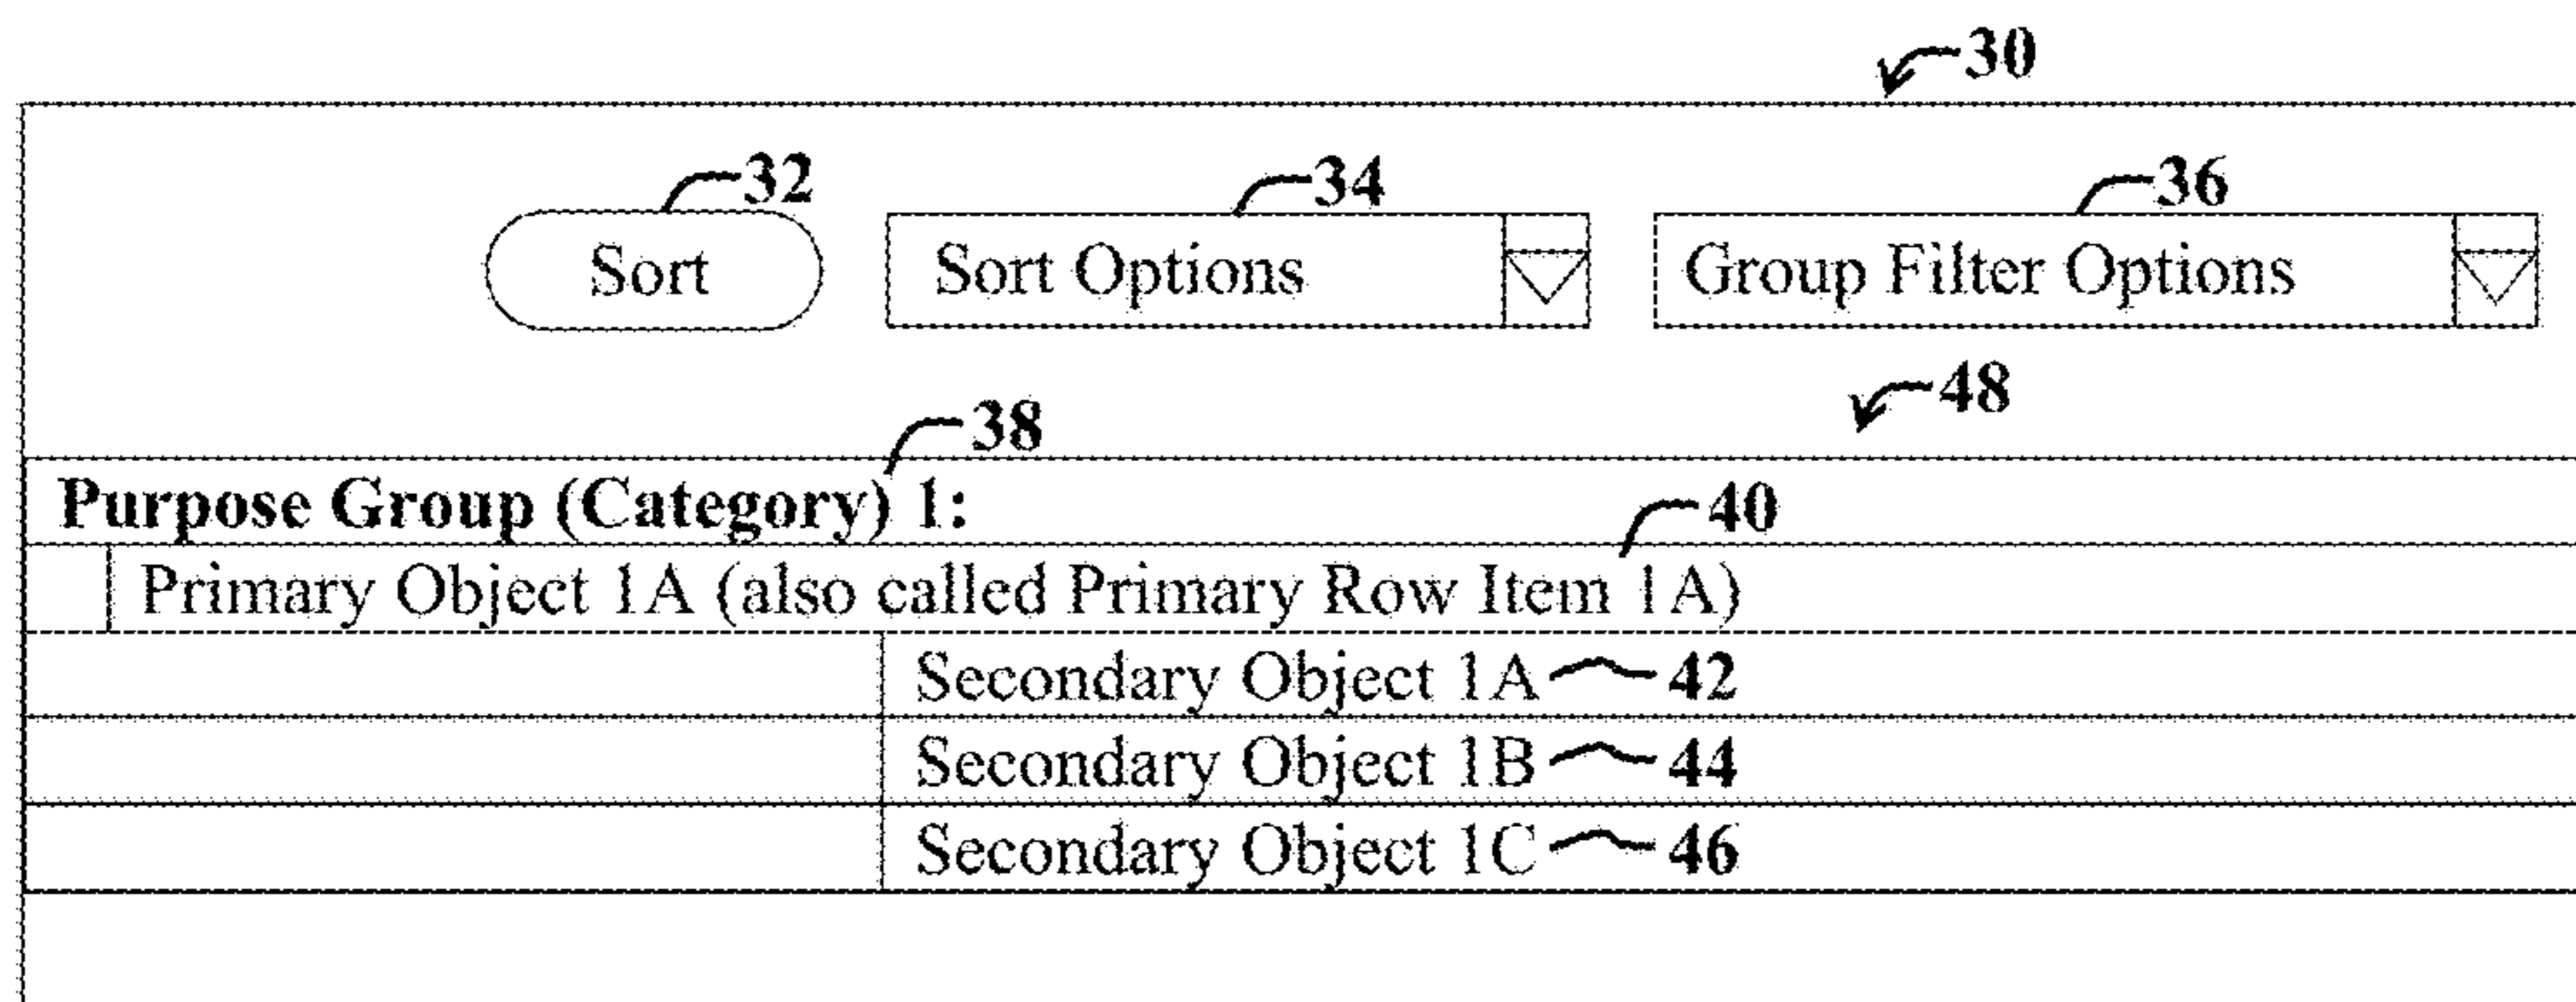 30
32 34 36
Sort Sort Options Group Filter Options
48
38
Purpose Group (Category) 1:
40
Primary Object 1A (also called Primary Row Item 1A)
Secondary Object 1A 42
Secondary Object 1B 44
Secondary Object 1C 46